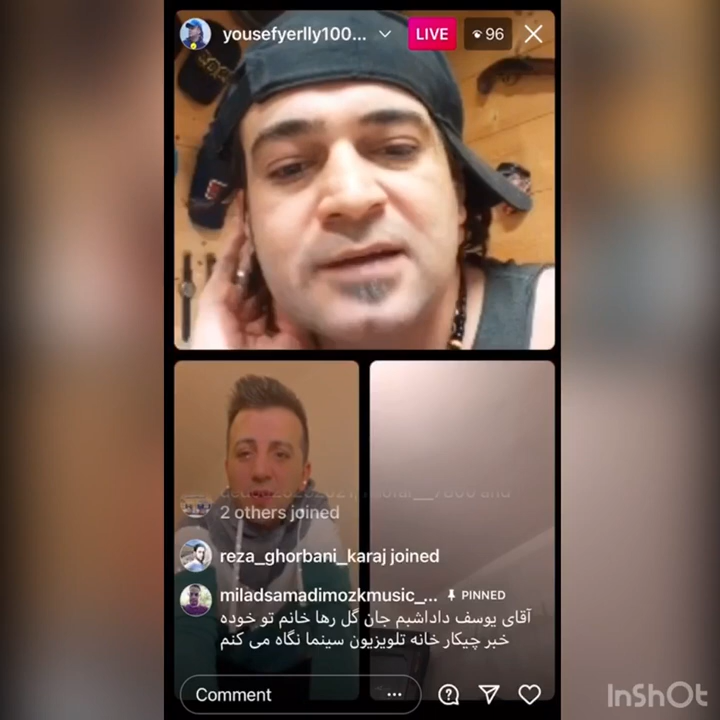 yousefyerlly100...
LIVE
96
2 others joined
reza_ghorbani_karaj joined
miladsamadimozkmusic_... PINNED
آقای یوسف داداشبم جان گل رها خانم تو خوده
خبر چیکار خانه تلویزیون سینما نگاه می کنم
Comment
InShOt